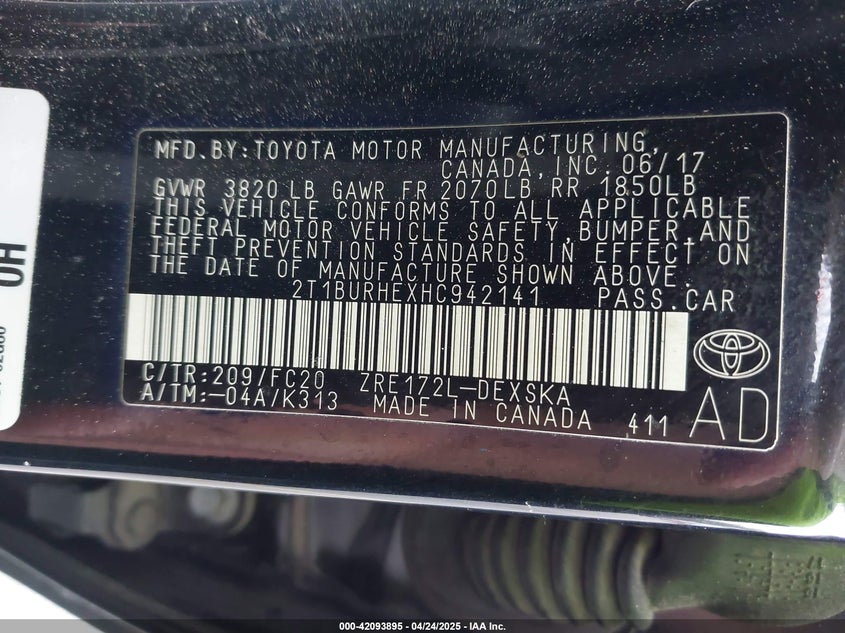 MFD.BY:TOYOTA MOTOR MANUFACTURING,
CANADA, INC. 06/17
GVWR 3820 LB GAWR FR 2070LB, RR 1850LB
THIS VEHICLE CONFORMS TO ALL APPLICABLE
FEDERAL MOTOR VEHICLE SAFETY, BUMPER, AND
THEFT PREVENTION STANDARDS IN EFFECT ON
THE DATE OF MANUFACTURE SHOWN ABOVE.
2T1BURHEXHC942141 PASS.CAR
C/TR:209/FC20 ZRE172L-DEXSKA
A/TM:-04A/K313 MADE IN CANADA 411 AD
OH
000-42093895 • 04/24/2025 • IAA Inc.